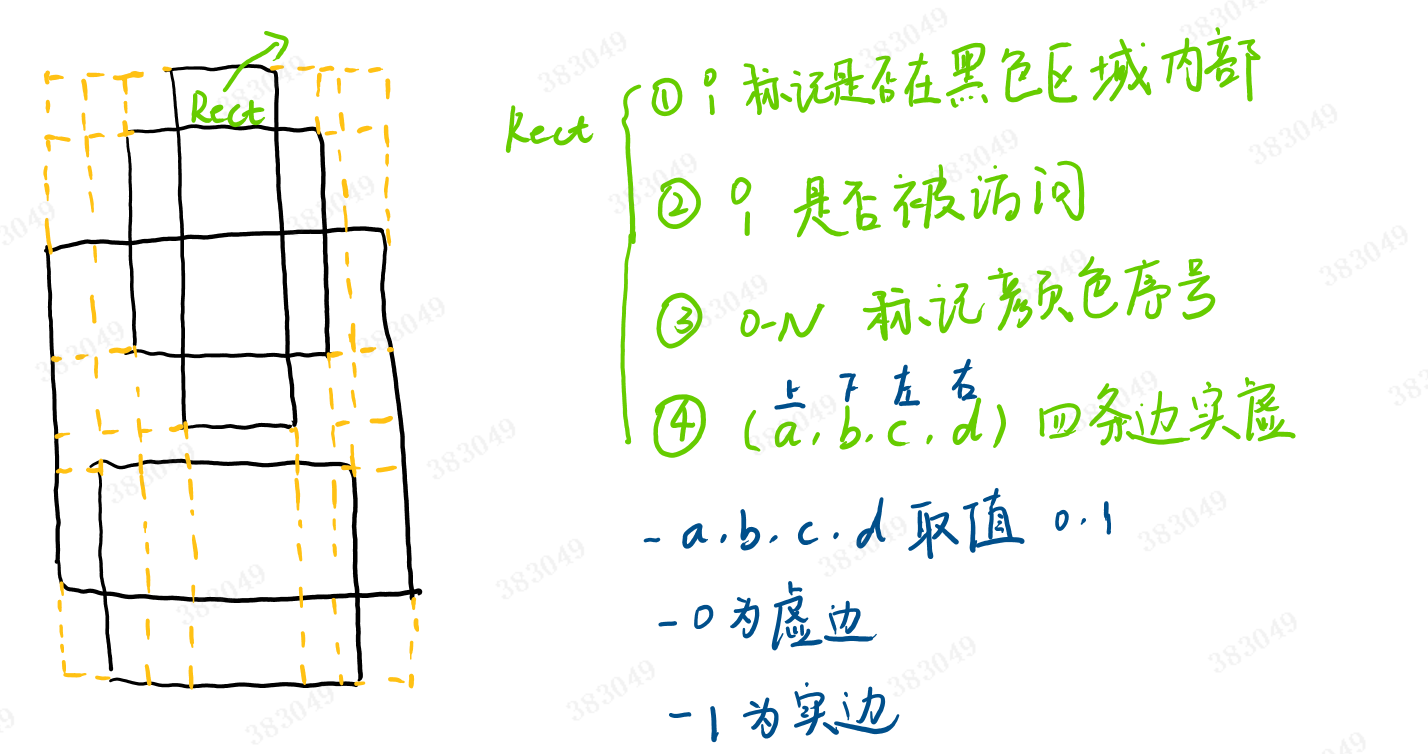 Rect
Rect
① 0 1 标记是否在黑色区域内部
② 0 1 是否被访问
③ 0-N 标记颜色序号
上 下 左 右
④ (a, b, c, d) 四条边实虚
- a, b, c, d 取值 0, 1
- 0 为虚边
- 1 为实边
383049